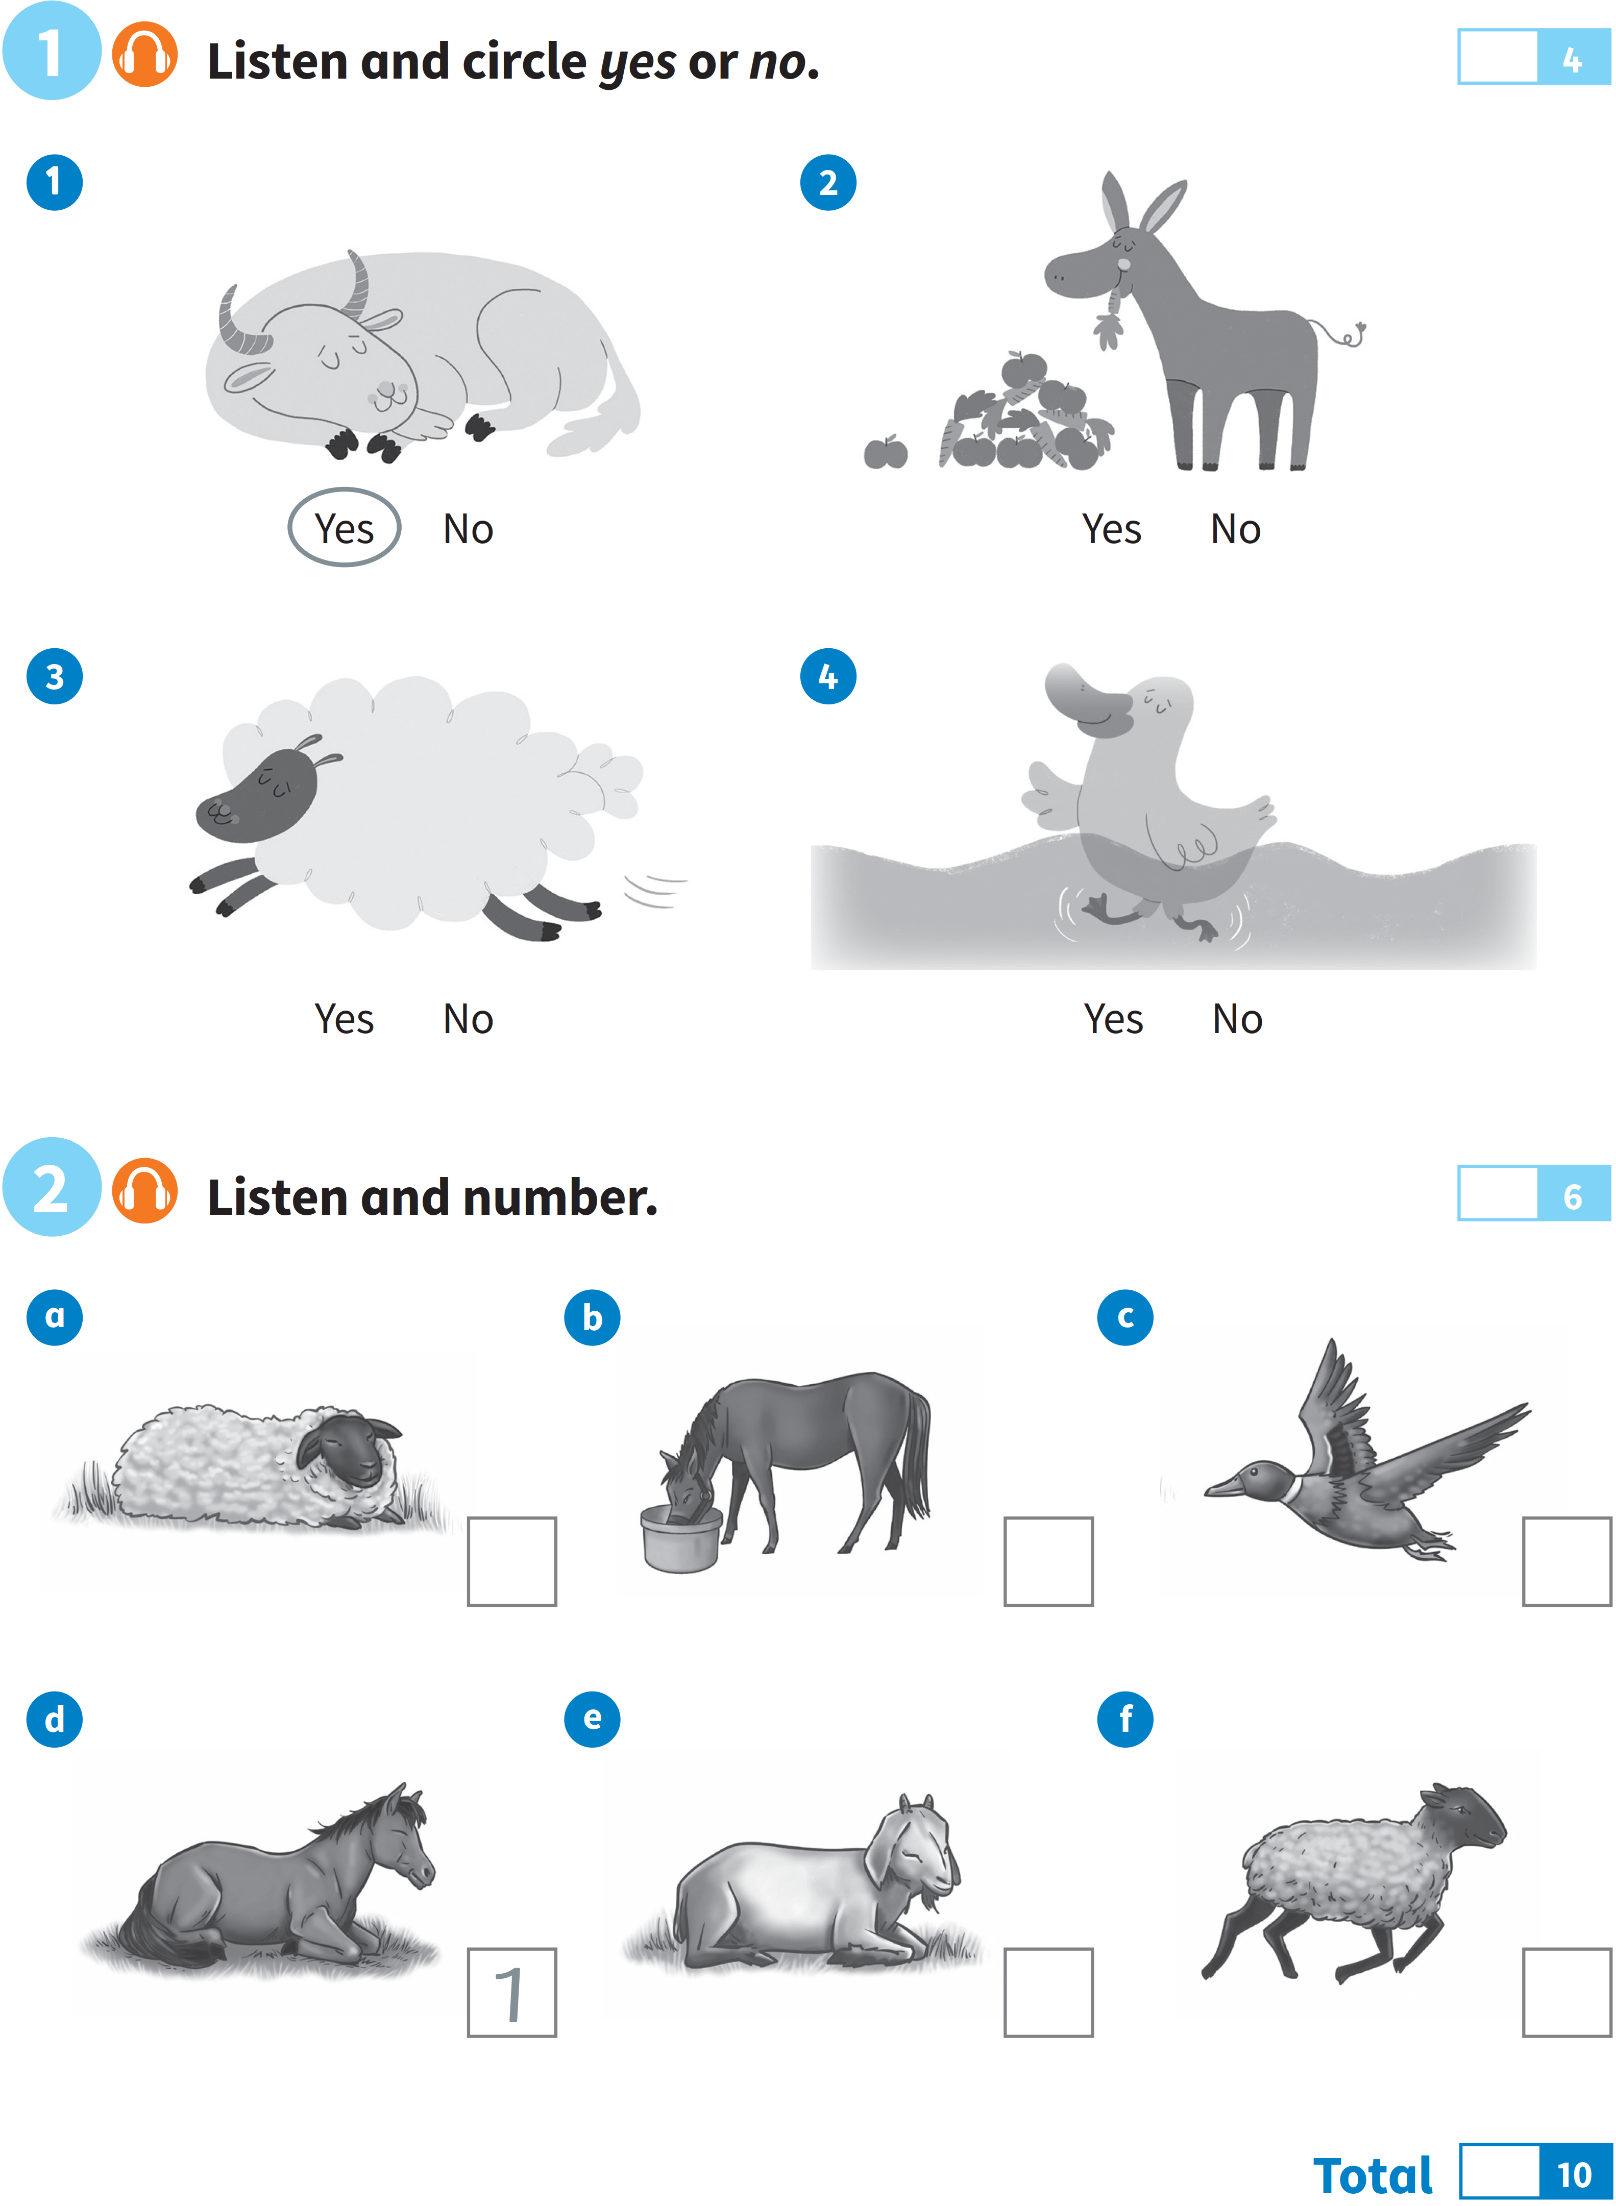 1 Listen and circle yes or no. 4
1 2
Yes No Yes No
3 4
Yes No Yes No
2 Listen and number. 6
a b c
d e f
1
Total 10